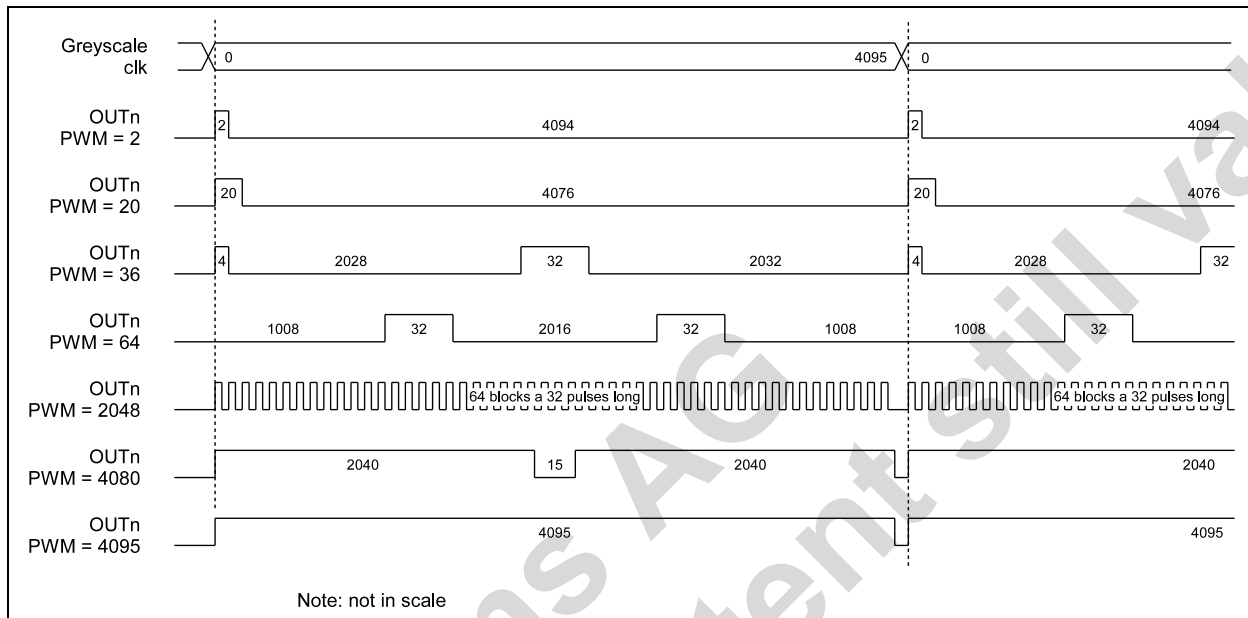 Greyscale
clk
0 4095 0
OUTn
PWM = 2
2 4094 2 4094
OUTn
PWM = 20
20 4076 20 4076
OUTn
PWM = 36
4 2028 32 2032 4 2028 32
OUTn
PWM = 64
1008 32 2016 32 1008 1008 32
OUTn
PWM = 2048
64 blocks a 32 pulses long 64 blocks a 32 pulses long
OUTn
PWM = 4080
2040 15 2040 2040
OUTn
PWM = 4095
4095 4095
Note: not in scale
AG
still